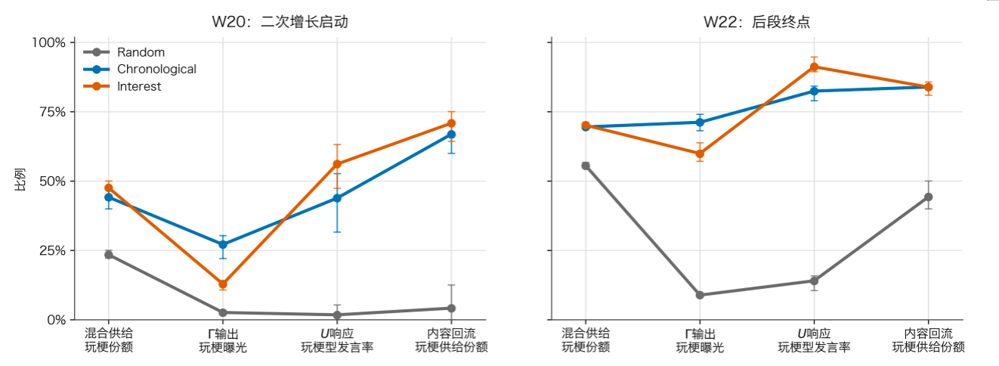 W20：二次增长启动
W22：后段终点
100%
75%
50%
25%
0%
比例
Random
Chronological
Interest
混合供给
玩梗份额
Γ输出
玩梗曝光
U响应
玩梗型发言率
内容回流
玩梗供给份额
混合供给
玩梗份额
Γ输出
玩梗曝光
U响应
玩梗型发言率
内容回流
玩梗供给份额